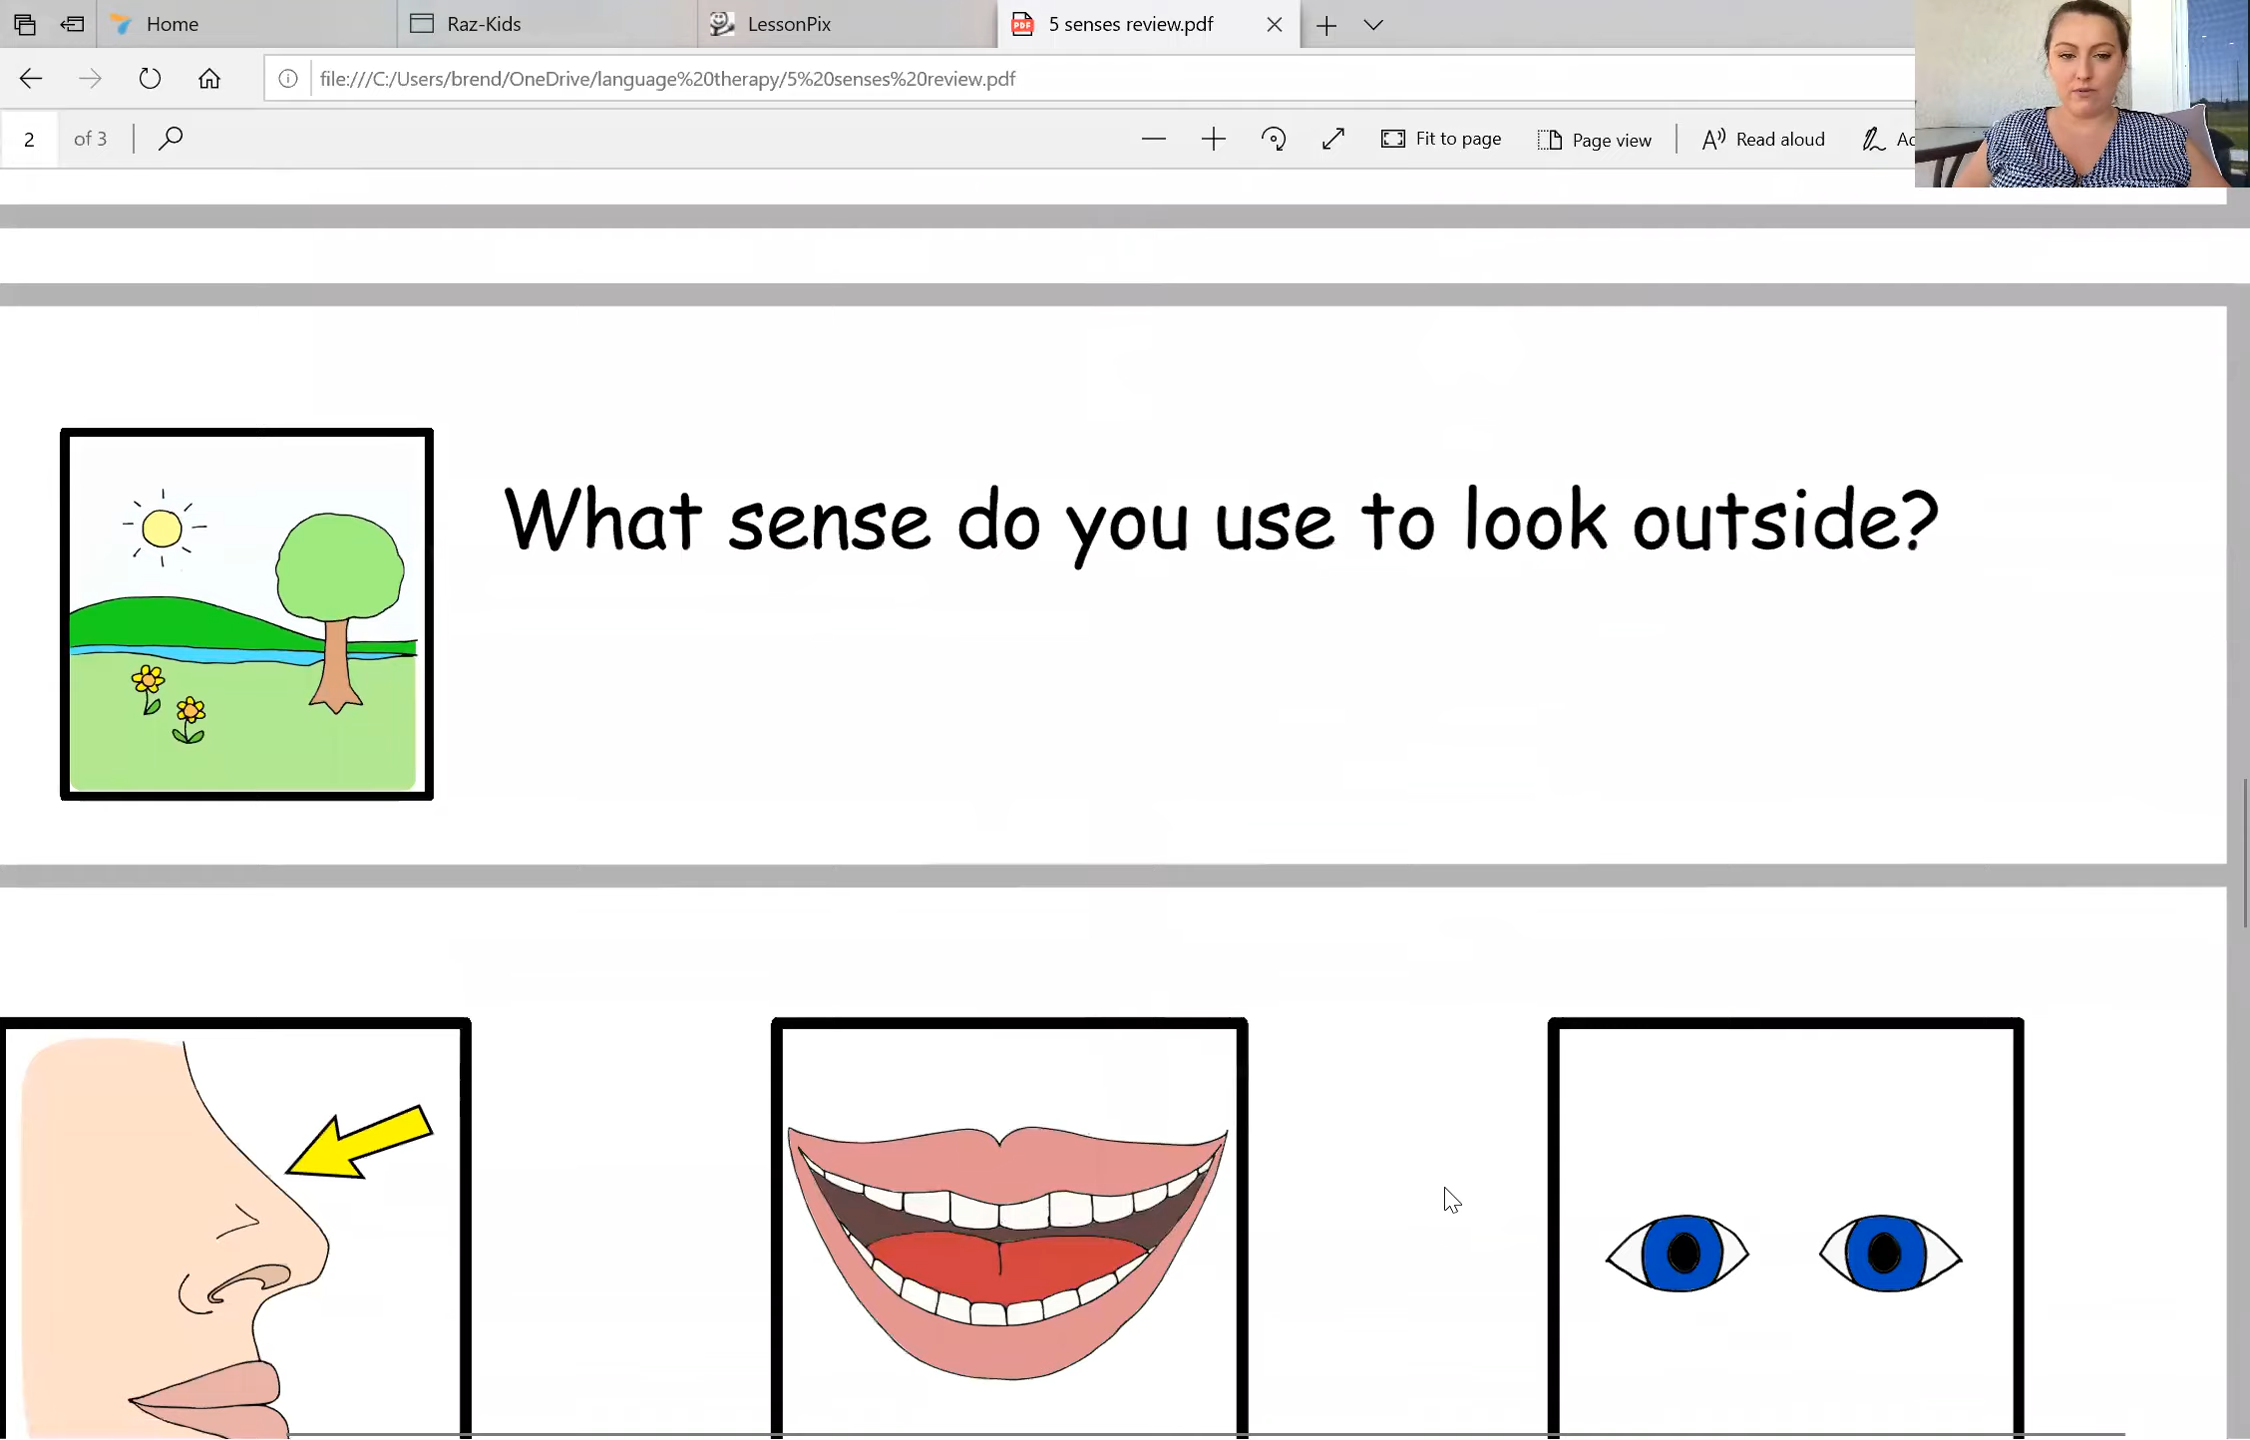 Home Raz-Kids LessonPix 5 senses review.pdf
file:///C:/Users/brend/OneDrive/language%20therapy/5%20senses%20review.pdf
2 of 3 Fit to page Page view Read aloud
What sense do you use to look outside?